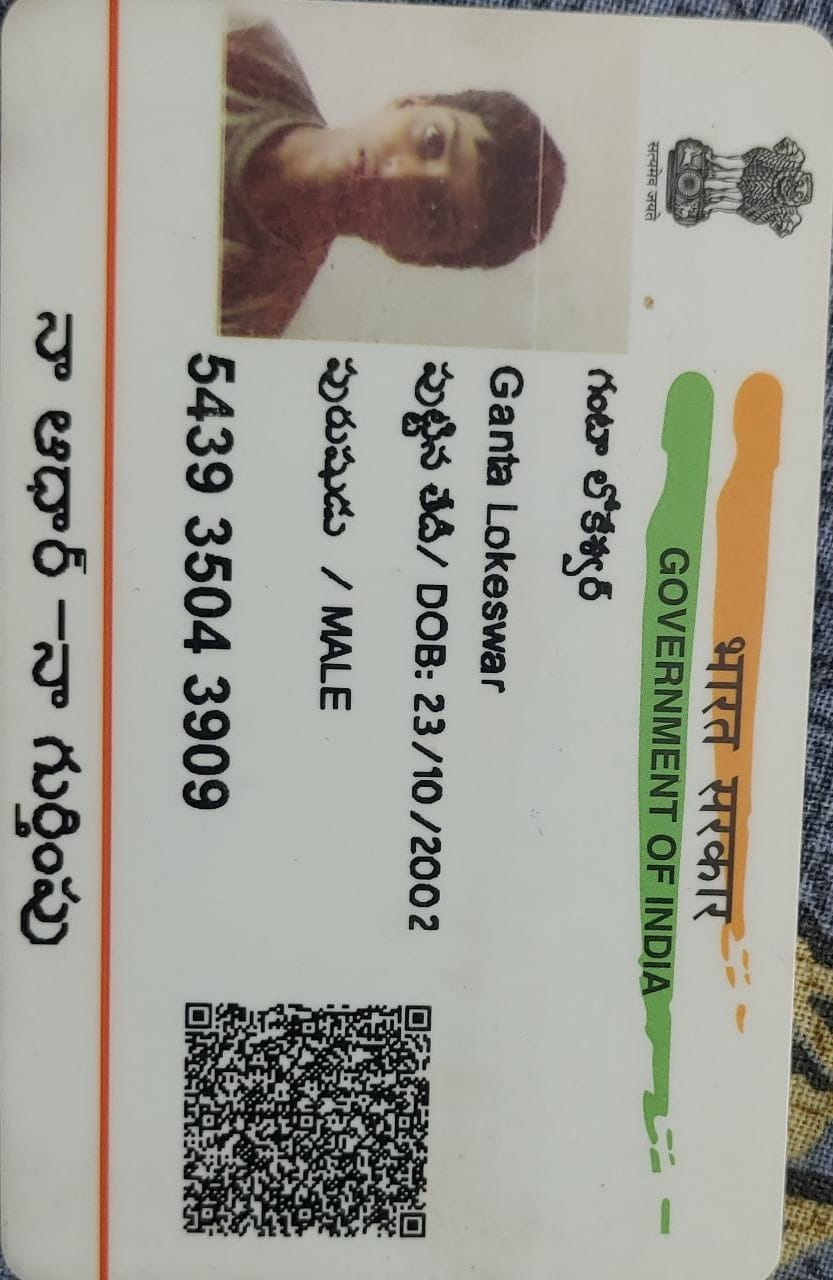 भारत सरकार
GOVERNMENT OF INDIA
सत्यमेव जयते
గంటా లోకేశ్వర్
Ganta Lokeswar
పుట్టిన తేదీ/ DOB: 23/10/2002
పురుషుడు / MALE
5439 3504 3909
నా ఆధార్ – నా గుర్తింపు